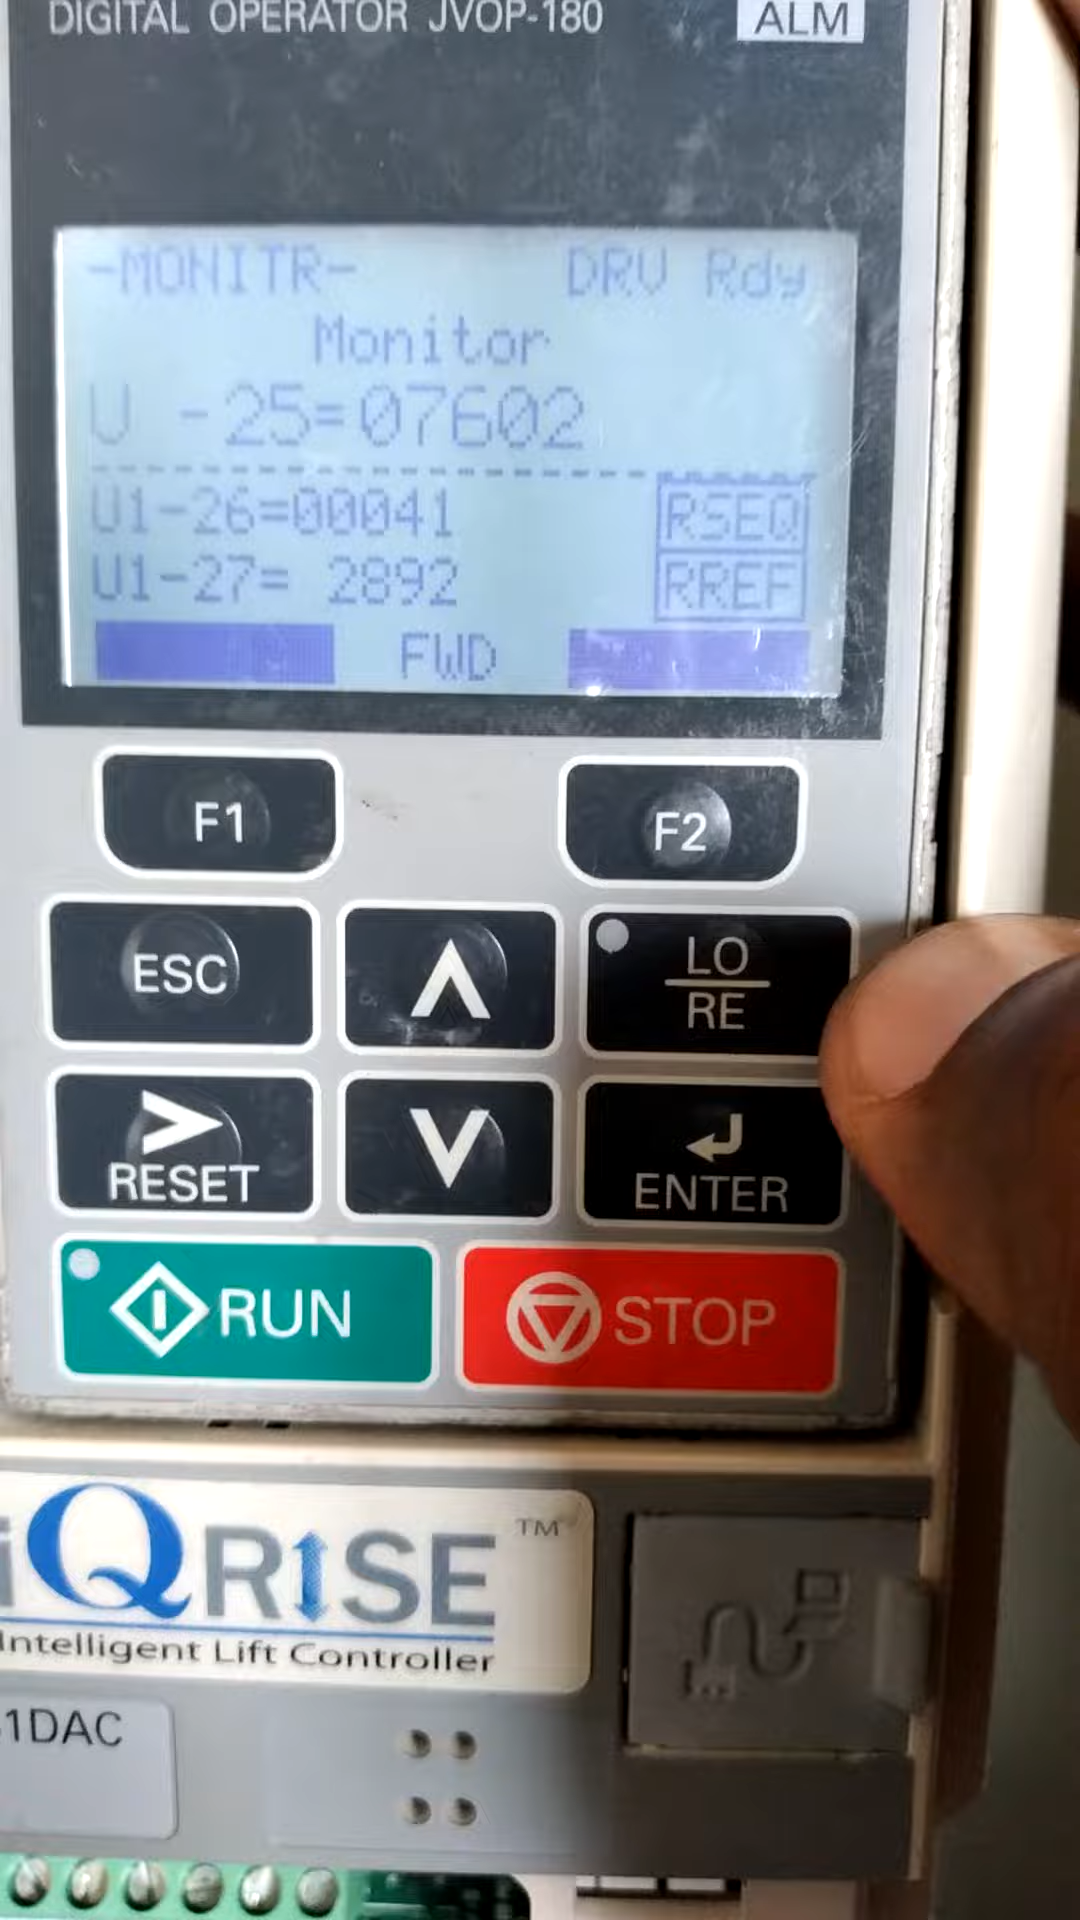 DIGITAL OPERATOR JVOP-180
ALM
-MONITR- DRV Rdy
Monitor
U -25=07602
U1-26=00041 RSEQ
U1-27= 2892 RREF
FWD
F1 F2
ESC LO
RE
RESET ENTER
RUN STOP
iQRISE TM
Intelligent Lift Controller
1DAC